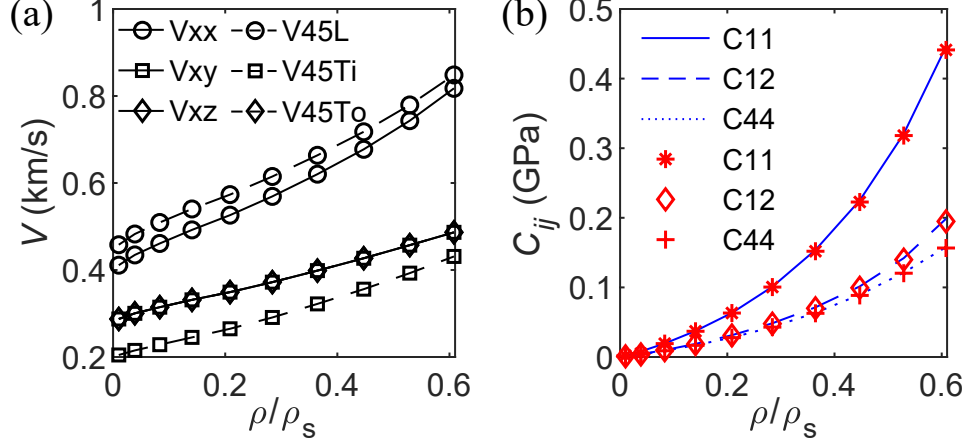 (a)
1
0.8
0.6
0.4
0.2
V (km/s)
Vxx
V45L
Vxy
V45Ti
Vxz
V45To
0
0.2
0.4
0.6
ρ/ρs
(b)
0.5
0.4
0.3
0.2
0.1
0
Cij (GPa)
C11
C12
C44
C11
C12
C44
0
0.2
0.4
0.6
ρ/ρs